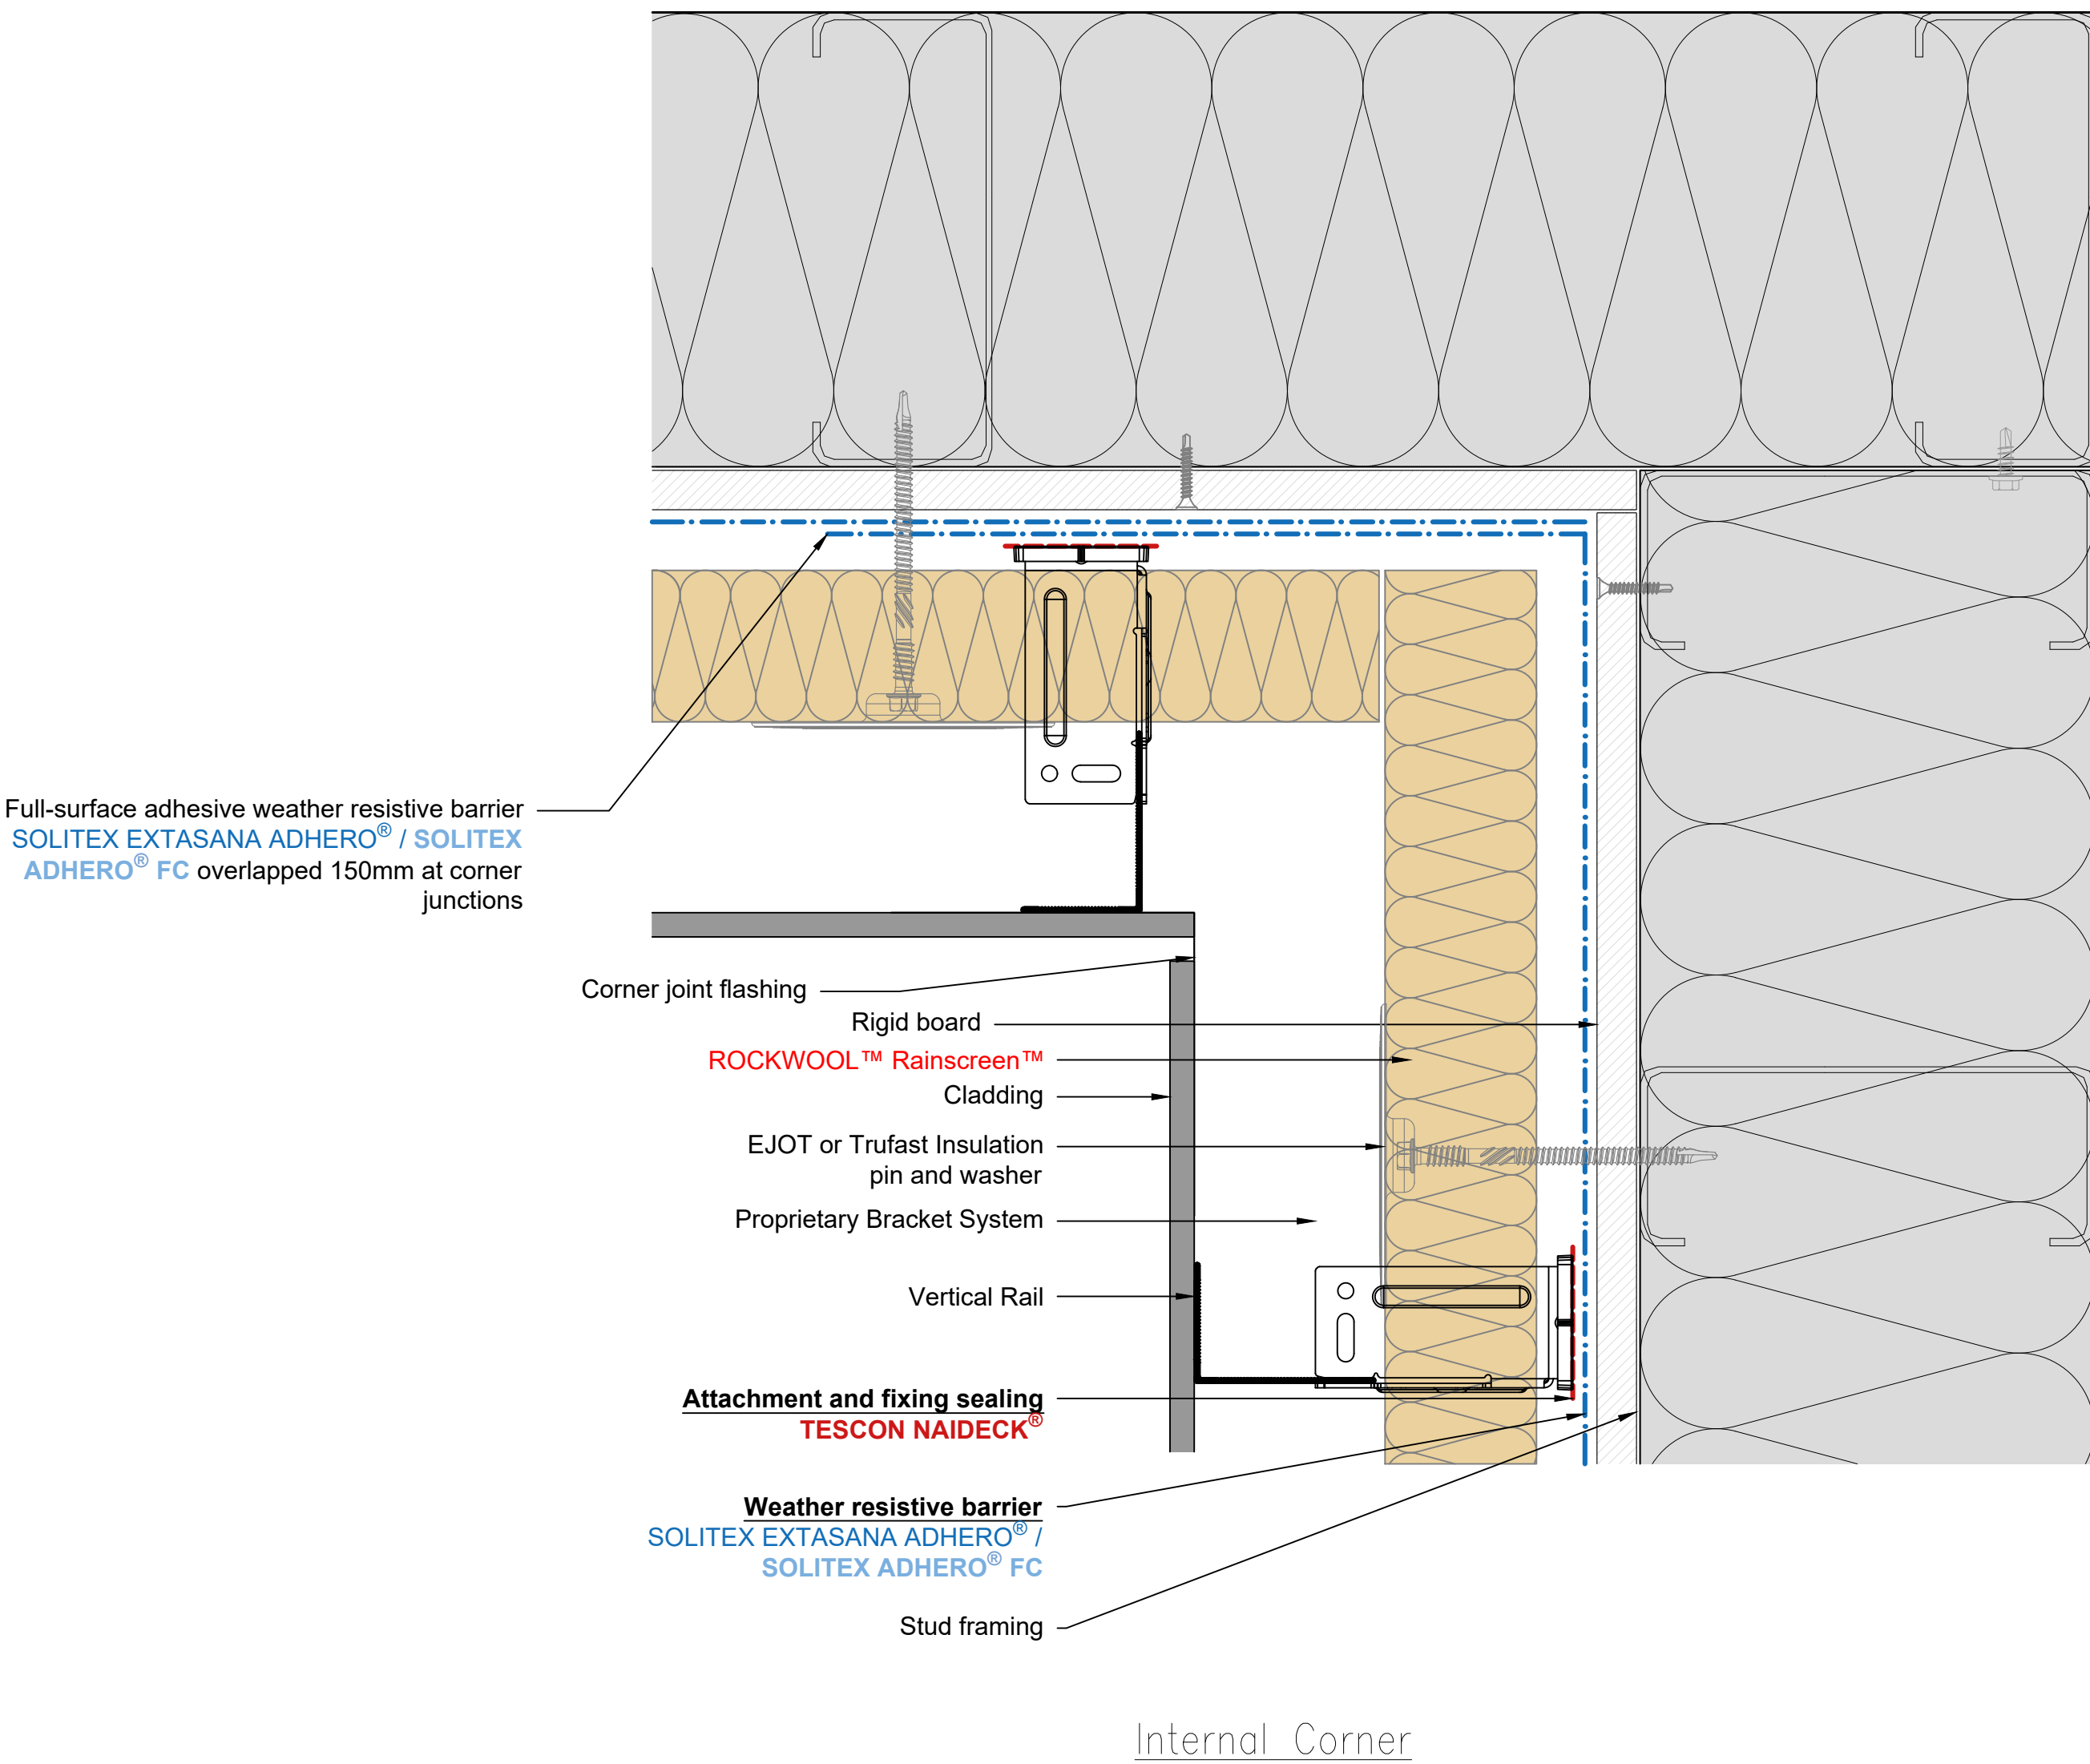 Full-surface adhesive weather resistive barrier
SOLITEX EXTASANA ADHERO® / SOLITEX
ADHERO® FC overlapped 150mm at corner
junctions
Corner joint flashing
Rigid board
ROCKWOOL™ Rainscreen™
Cladding
EJOT or Trufast Insulation
pin and washer
Proprietary Bracket System
Vertical Rail
Attachment and fixing sealing
TESCON NAIDECK®
Weather resistive barrier
SOLITEX EXTASANA ADHERO® /
SOLITEX ADHERO® FC
Stud framing
Internal Corner